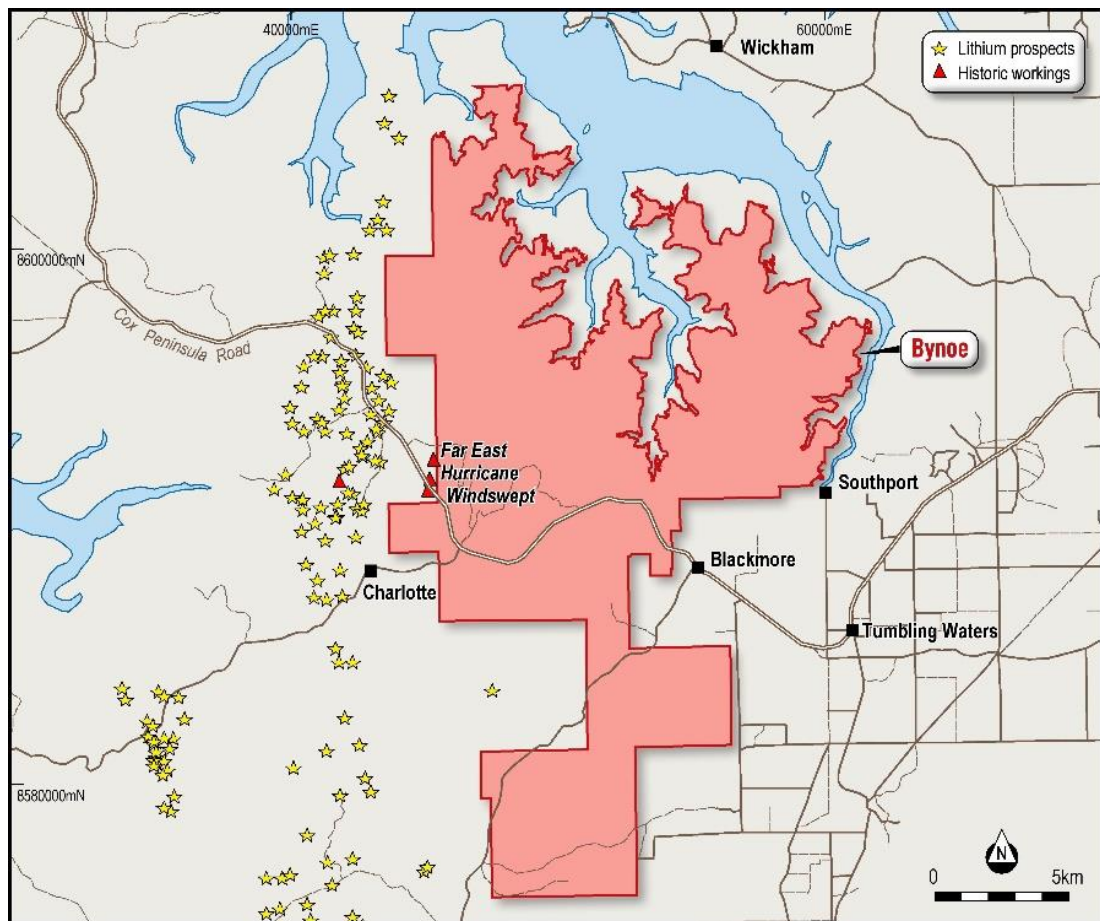 40000mE
60000mE
Wickham
Lithium prospects
Historic workings
8600000mN
Cox Peninsula Road
Bynoe
Far East
Hurricane
Windswept
Southport
Blackmore
Charlotte
Tumbling Waters
8580000mN
N
0 5km